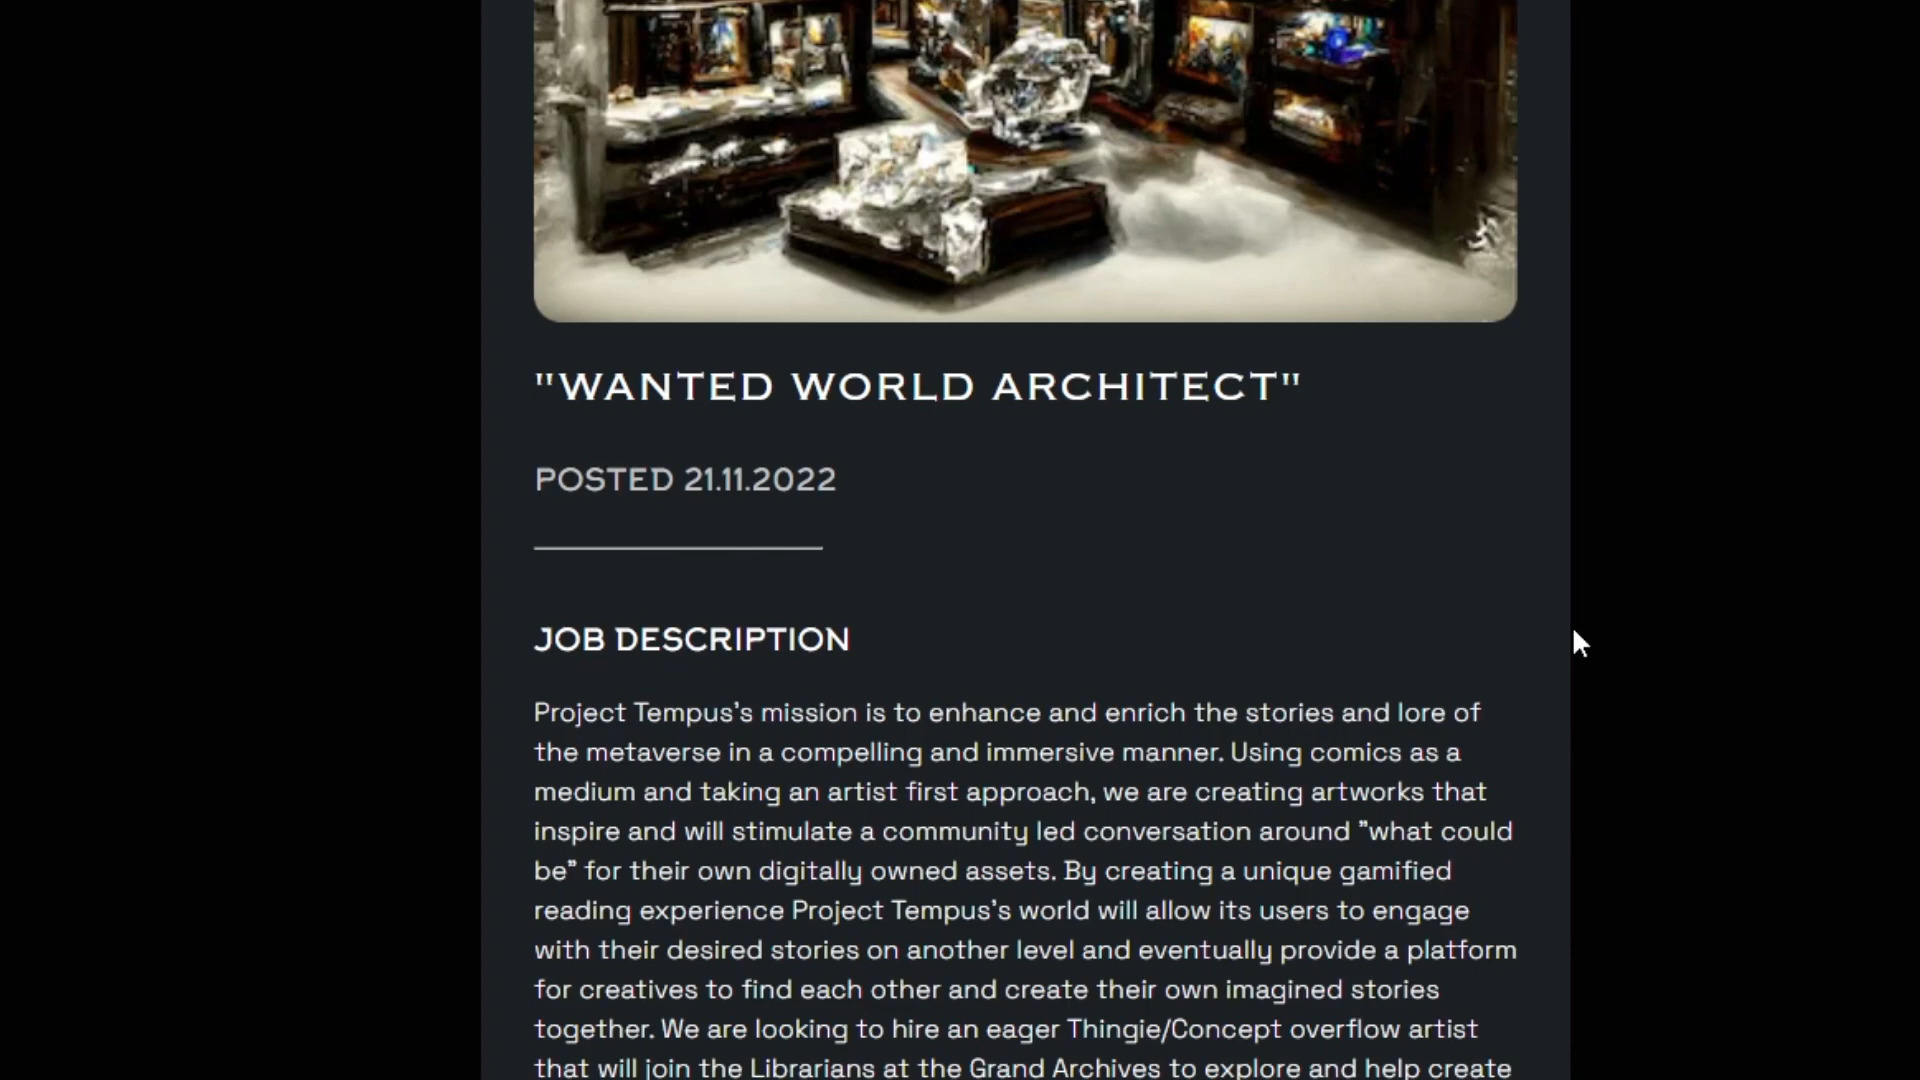 "WANTED WORLD ARCHITECT"
POSTED 21.11.2022
JOB DESCRIPTION
Project Tempus’s mission is to enhance and enrich the stories and lore of
the metaverse in a compelling and immersive manner. Using comics as a
medium and taking an artist first approach, we are creating artworks that
inspire and will stimulate a community led conversation around ”what could
be” for their own digitally owned assets. By creating a unique gamified
reading experience Project Tempus’s world will allow its users to engage
with their desired stories on another level and eventually provide a platform
for creatives to find each other and create their own imagined stories
together. We are looking to hire an eager Thingie/Concept overflow artist
that will join the Librarians at the Grand Archives to explore and help create